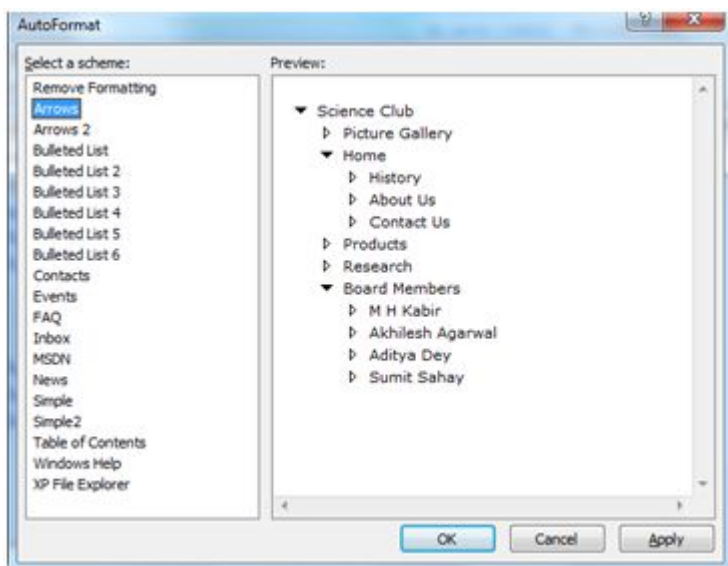 AutoFormat
Select a scheme:
Remove Formatting
Arrows
Arrows 2
Bulleted List
Bulleted List 2
Bulleted List 3
Bulleted List 4
Bulleted List 5
Bulleted List 6
Contacts
Events
FAQ
Inbox
MSDN
News
Simple
Simple2
Table of Contents
Windows Help
XP File Explorer
Preview:
Science Club
Picture Gallery
Home
History
About Us
Contact Us
Products
Research
Board Members
M H Kabir
Akhilesh Agarwal
Aditya Dey
Sumit Sahay
OK Cancel Apply